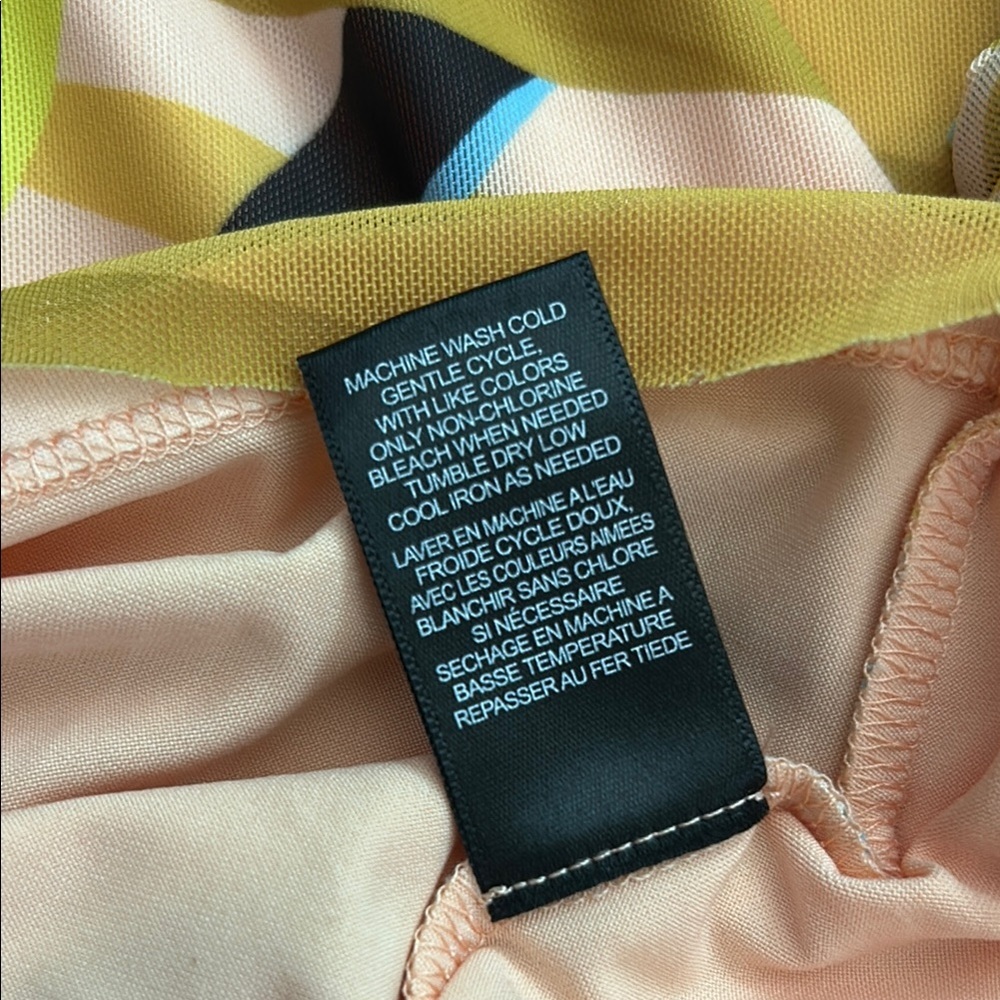 MACHINE WASH COLD
GENTLE CYCLE,
WITH LIKE COLORS
ONLY NON-CHLORINE
BLEACH WHEN NEEDED
TUMBLE DRY LOW
COOL IRON AS NEEDED
LAVER EN MACHINE A L'EAU
FROIDE CYCLE DOUX,
AVEC LES COULEURS AIMEES
BLANCHIR SANS CHLORE
SI NÉCESSAIRE
SECHAGE EN MACHINE A
BASSE TEMPERATURE
REPASSER AU FER TIEDE